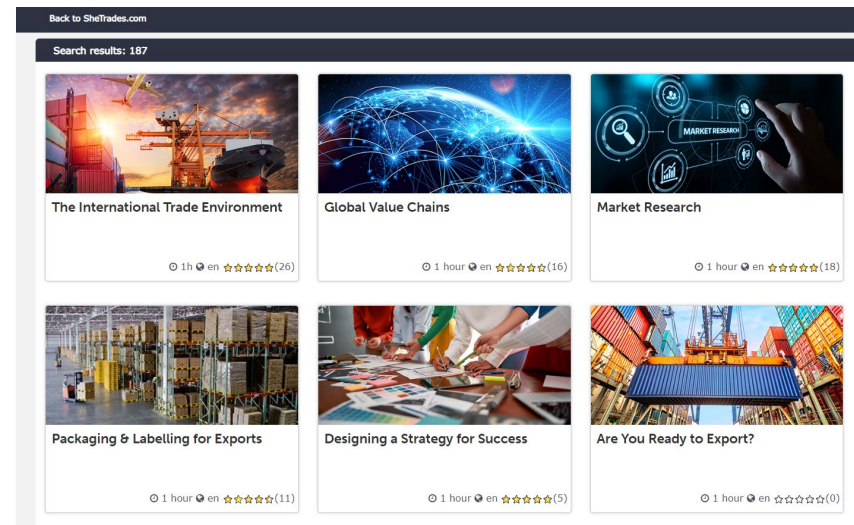 Back to SheTrades.com
Search results: 187
MARKET RESEARCH
The International Trade Environment
Global Value Chains
Market Research
1h en (26)
1 hour en (16)
1 hour en (18)
Packaging & Labelling for Exports
Designing a Strategy for Success
Are You Ready to Export?
1 hour en (11)
1 hour en (5)
1 hour en (0)